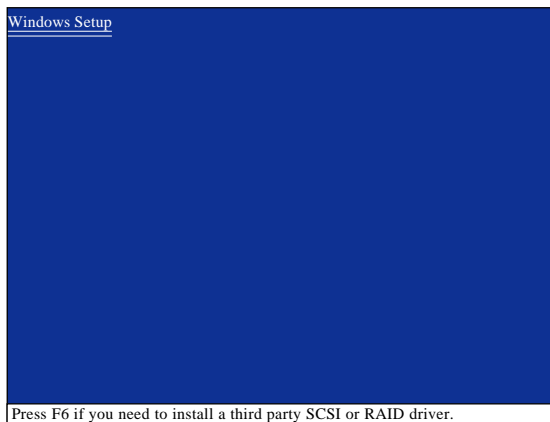 Windows Setup
Press F6 if you need to install a third party SCSI or RAID driver.